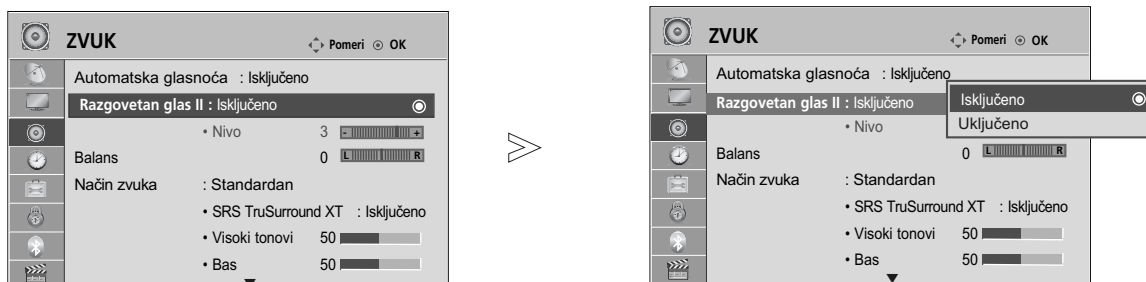 ZVUK Pomeri OK
Automatska glasnoća : Isključeno
Razgovetan glas II : Isključeno
• Nivo 3 - +
Balans 0 L R
Način zvuka : Standardan
• SRS TruSurround XT : Isključeno
• Visoki tonovi 50
• Bas 50
ZVUK Pomeri OK
Automatska glasnoća : Isključeno
Razgovetan glas II : Isključeno
Isključeno
Uključeno
• Nivo
Balans 0 L R
Način zvuka : Standardan
• SRS TruSurround XT : Isključeno
• Visoki tonovi 50
• Bas 50